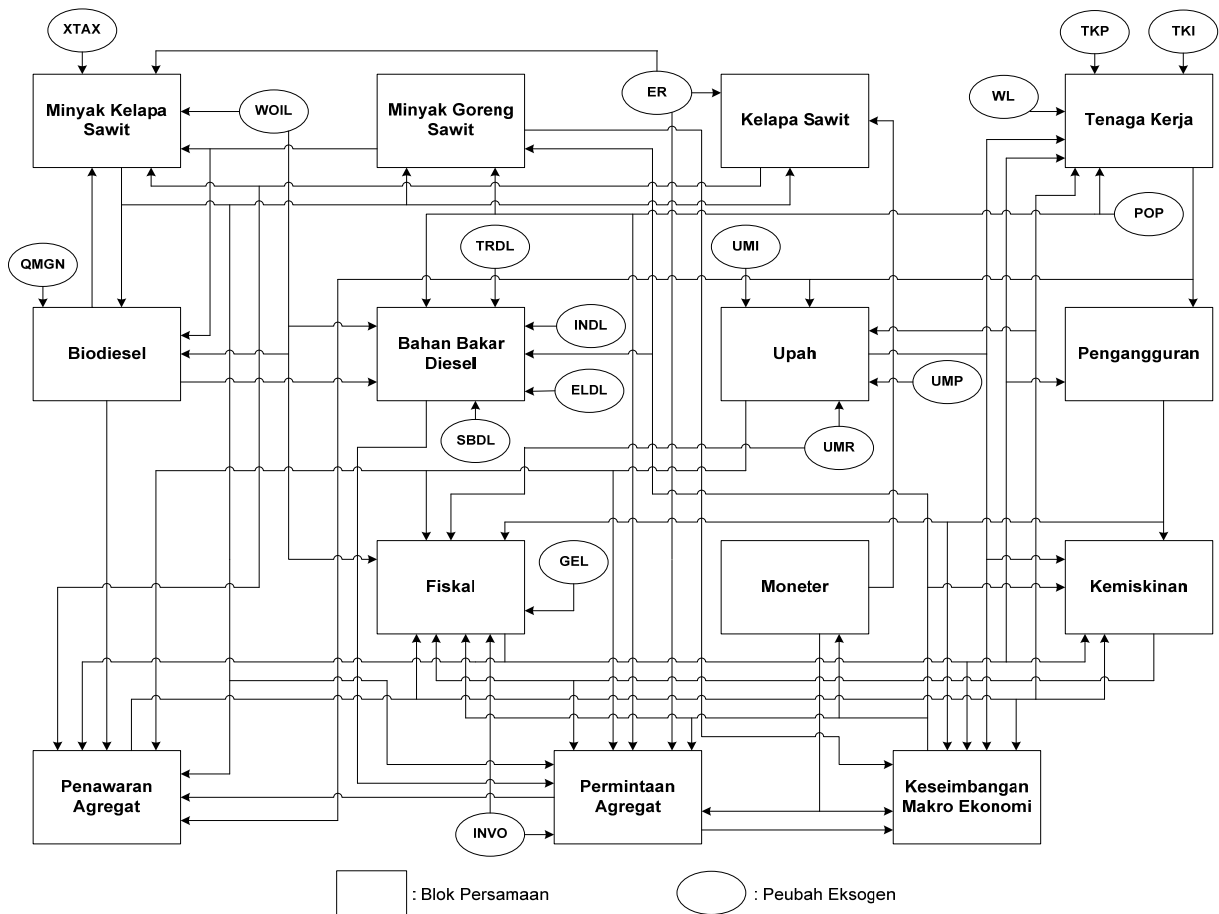 XTAX
TKP
TKI
ER
WL
WOIL
Minyak Kelapa
Sawit
Minyak Goreng
Sawit
Kelapa Sawit
Tenaga Kerja
POP
TRDL
UMI
QMGN
INDL
Biodiesel
Bahan Bakar
Diesel
Upah
Pengangguran
UMP
ELDL
SBDL
UMR
GEL
Fiskal
Moneter
Kemiskinan
Penawaran
Agregat
Permintaan
Agregat
Keseimbangan
Makro Ekonomi
INVO
: Blok Persamaan
: Peubah Eksogen